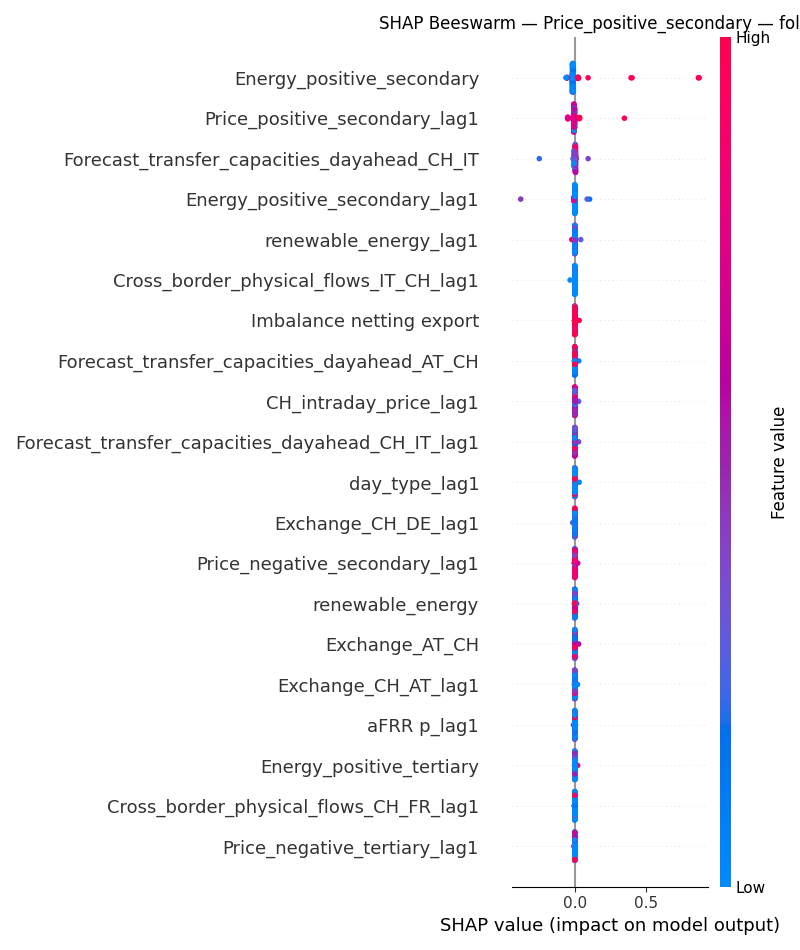 SHAP Beeswarm — Price_positive_secondary — fol
High
Energy_positive_secondary
Price_positive_secondary_lag1
Forecast_transfer_capacities_dayahead_CH_IT
Energy_positive_secondary_lag1
renewable_energy_lag1
Cross_border_physical_flows_IT_CH_lag1
Imbalance netting export
Forecast_transfer_capacities_dayahead_AT_CH
CH_intraday_price_lag1
Forecast_transfer_capacities_dayahead_CH_IT_lag1
day_type_lag1
Exchange_CH_DE_lag1
Price_negative_secondary_lag1
renewable_energy
Exchange_AT_CH
Exchange_CH_AT_lag1
aFRR p_lag1
Energy_positive_tertiary
Cross_border_physical_flows_CH_FR_lag1
Price_negative_tertiary_lag1
Feature value
Low
0.0 0.5
SHAP value (impact on model output)